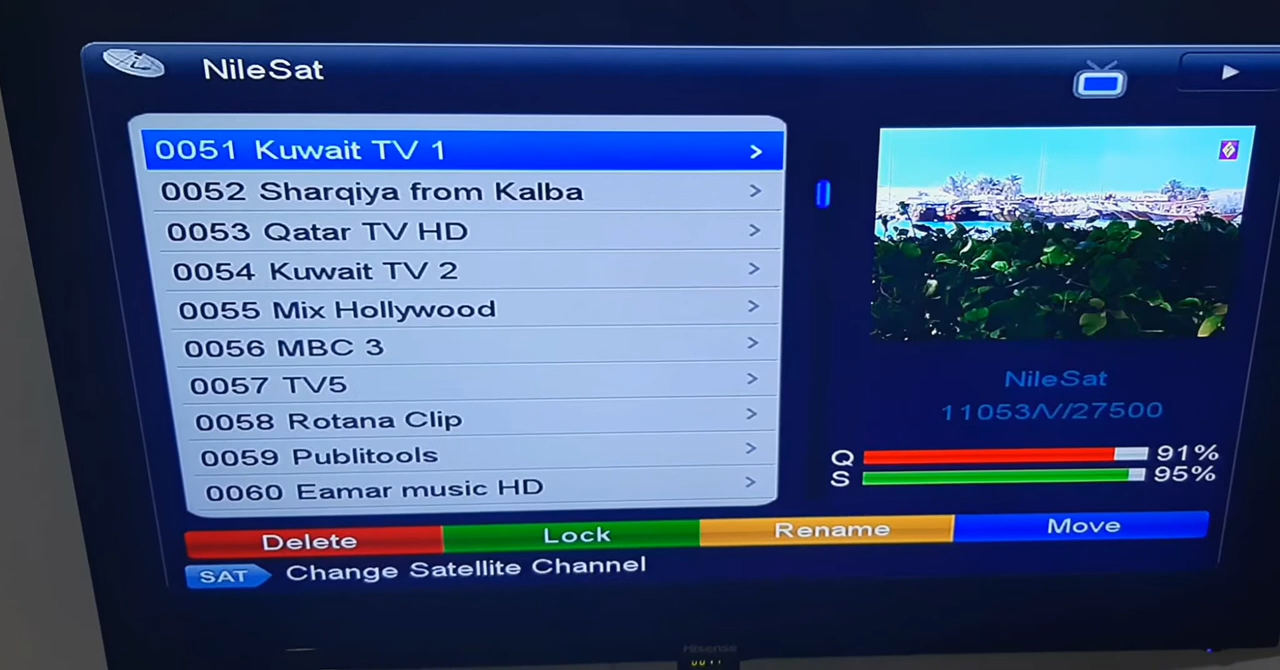 NileSat
0051 Kuwait TV 1 >
0052 Sharqiya from Kalba >
0053 Qatar TV HD >
0054 Kuwait TV 2 >
0055 Mix Hollywood >
0056 MBC 3 >
0057 TV5 >
0058 Rotana Clip >
0059 Publitools >
0060 Eamar music HD >
NileSat
11053/V//27500
Q 91%
S 95%
Delete Lock Rename Move
SAT Change Satellite Channel
Hisense